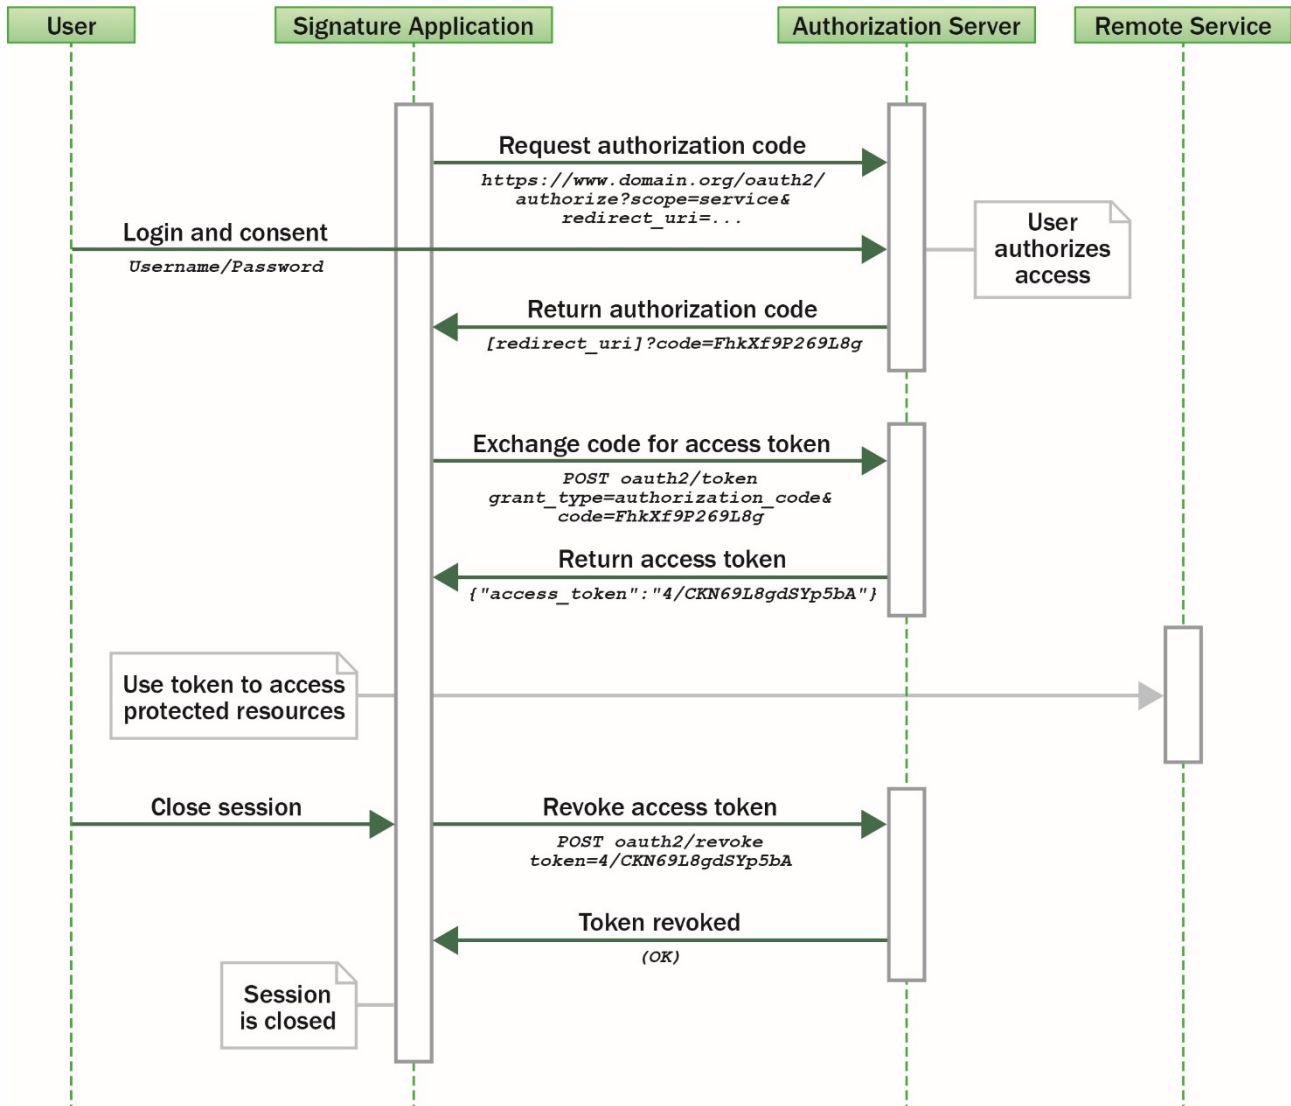 User
Signature Application
Authorization Server
Remote Service
Request authorization code
https://www.domain.org/oauth2/
authorize?scope=service&
redirect_uri=...
Login and consent
Username/Password
User
authorizes
access
Return authorization code
[redirect_uri]?code=FhkXf9P269L8g
Exchange code for access token
POST oauth2/token
grant_type=authorization_code&
code=FhkXf9P269L8g
Return access token
{"access_token":"4/CKN69L8gdSYp5bA"}
Use token to access
protected resources
Close session
Revoke access token
POST oauth2/revoke
token=4/CKN69L8gdSYp5bA
Token revoked
(OK)
Session
is closed